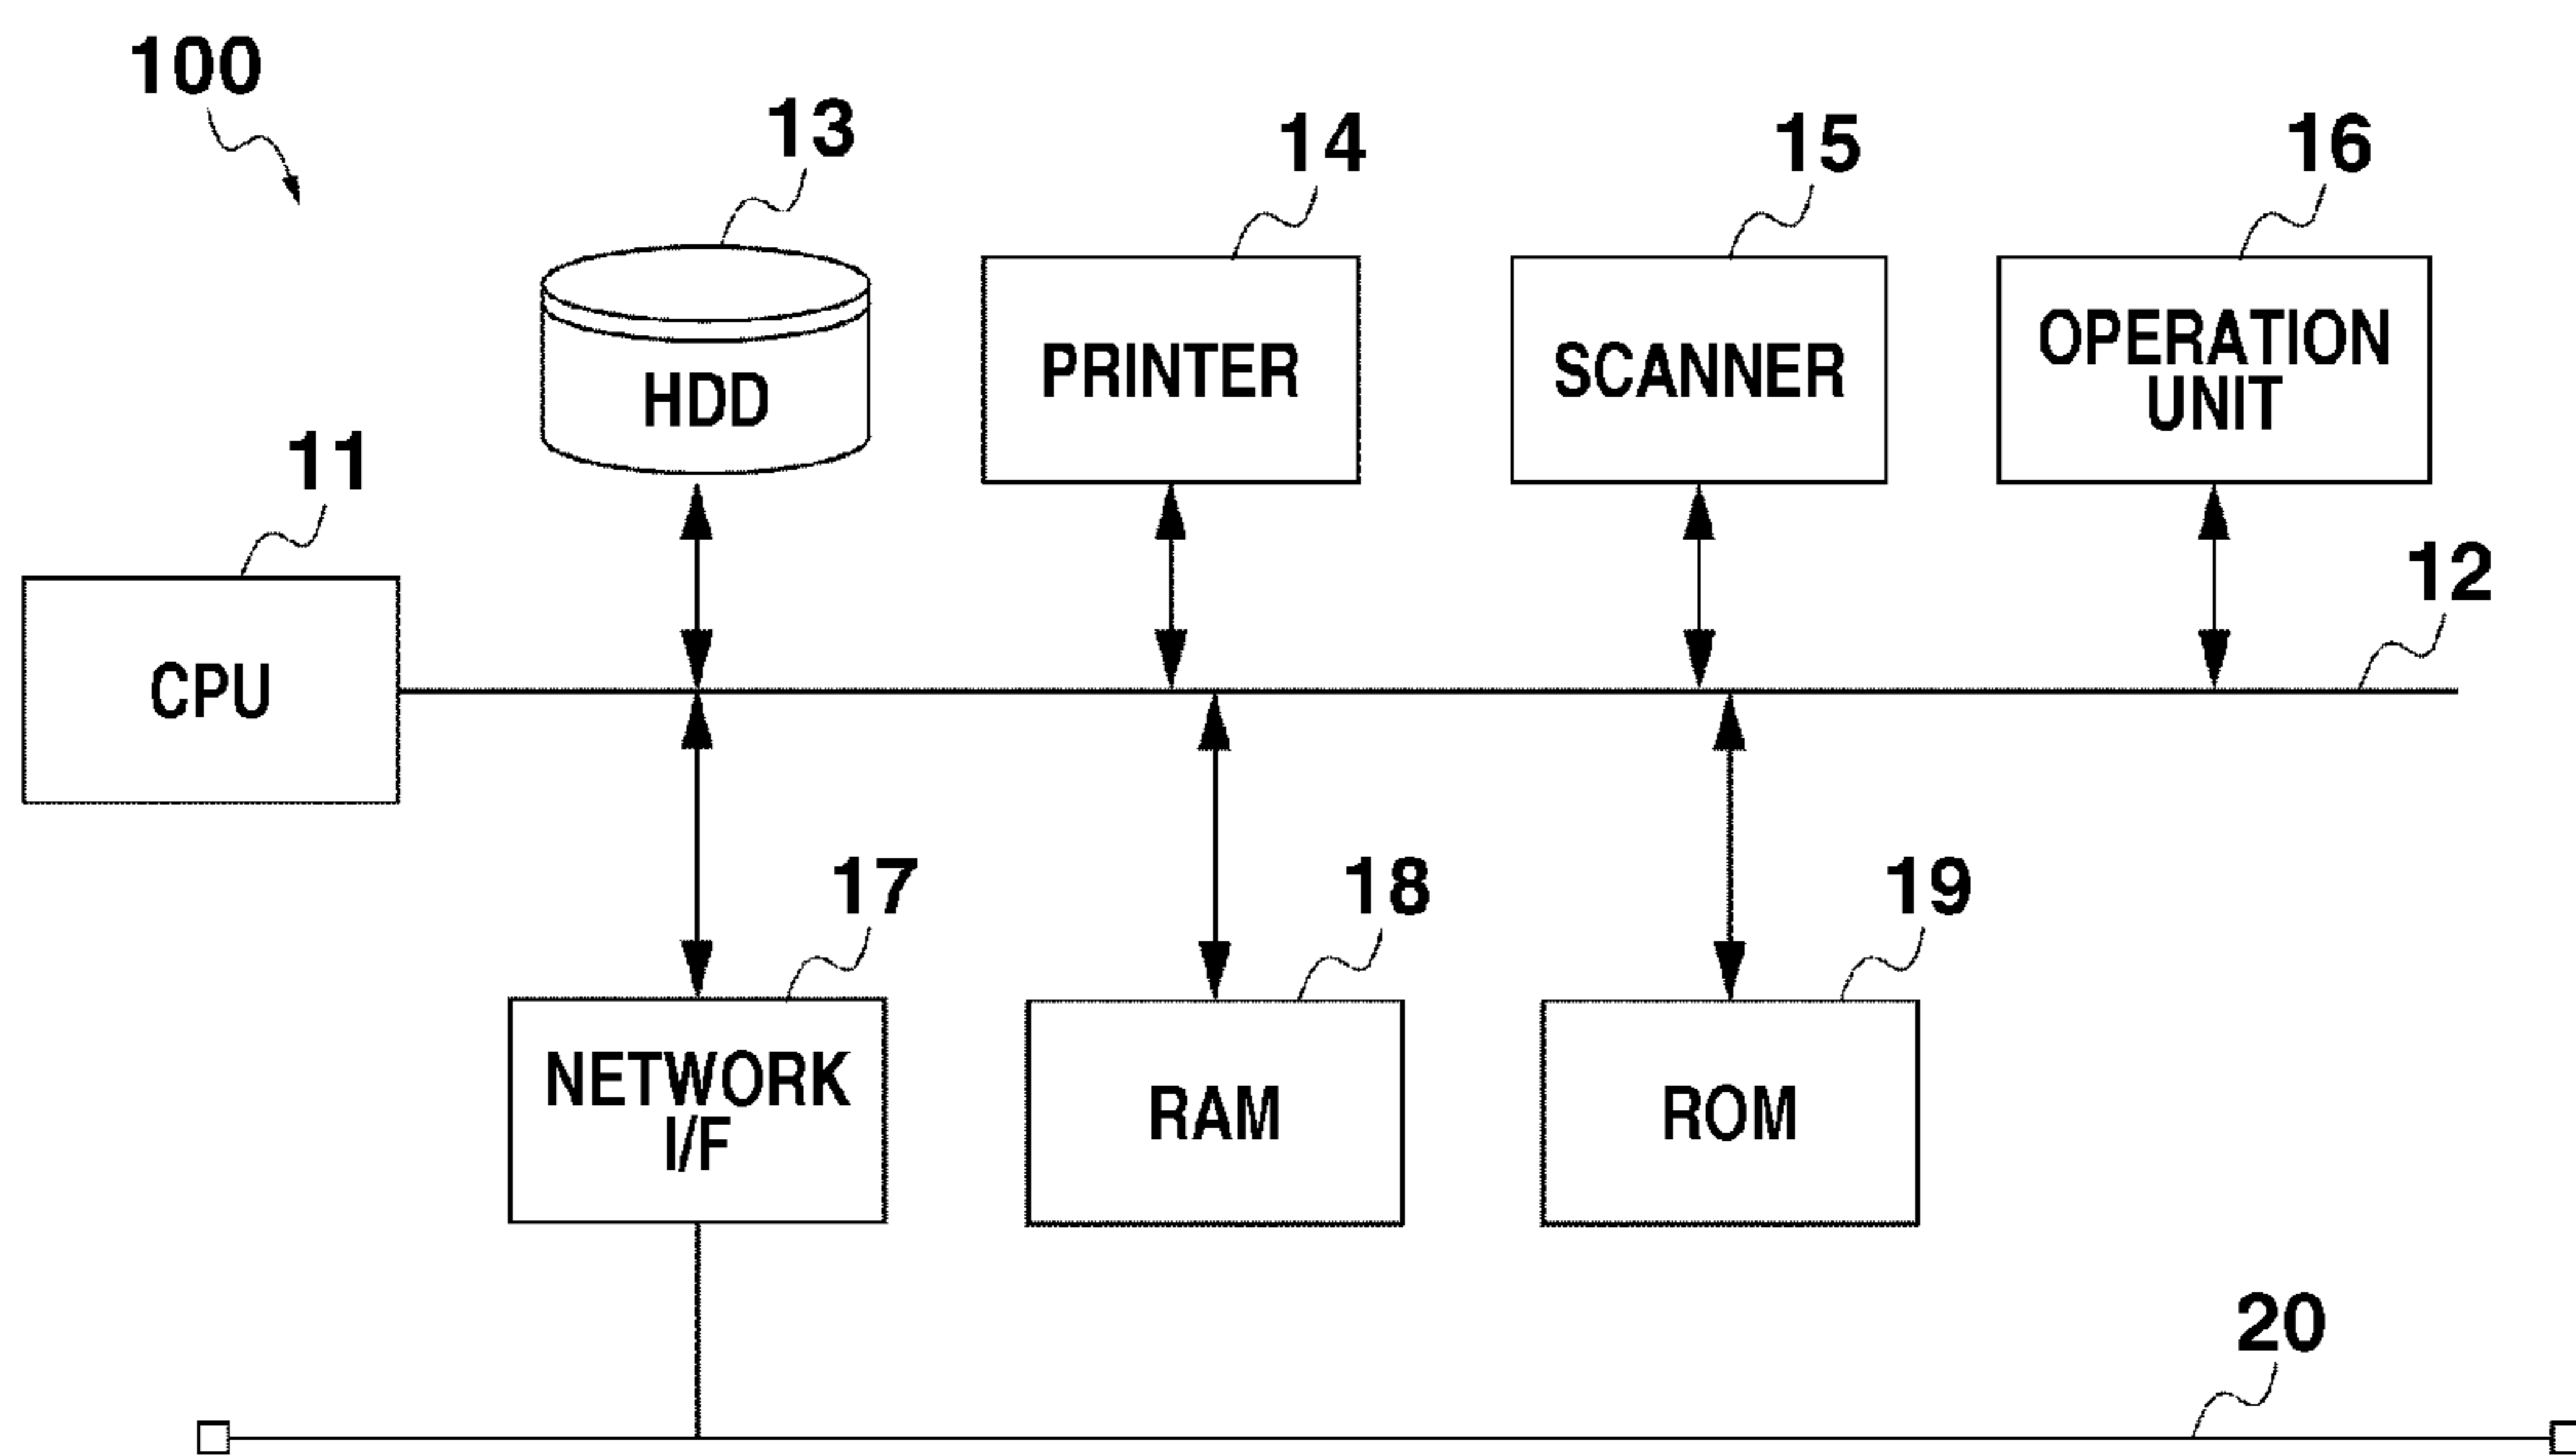 100
13
14
15
16
HDD
PRINTER
SCANNER
OPERATION
UNIT
11
12
CPU
17
18
19
NETWORK
I/F
RAM
ROM
20